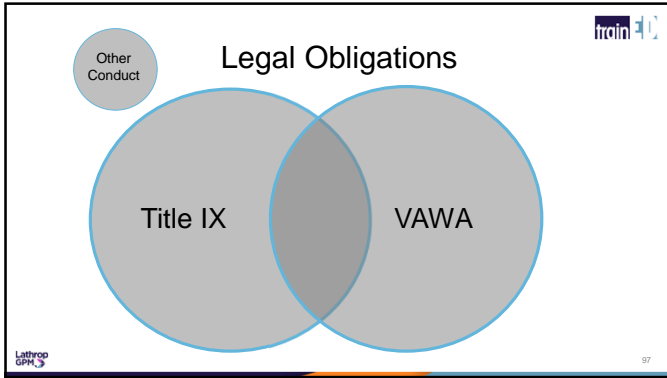 trainED
Legal Obligations
Other
Conduct
Title IX
VAWA
Lathrop
GPM
97